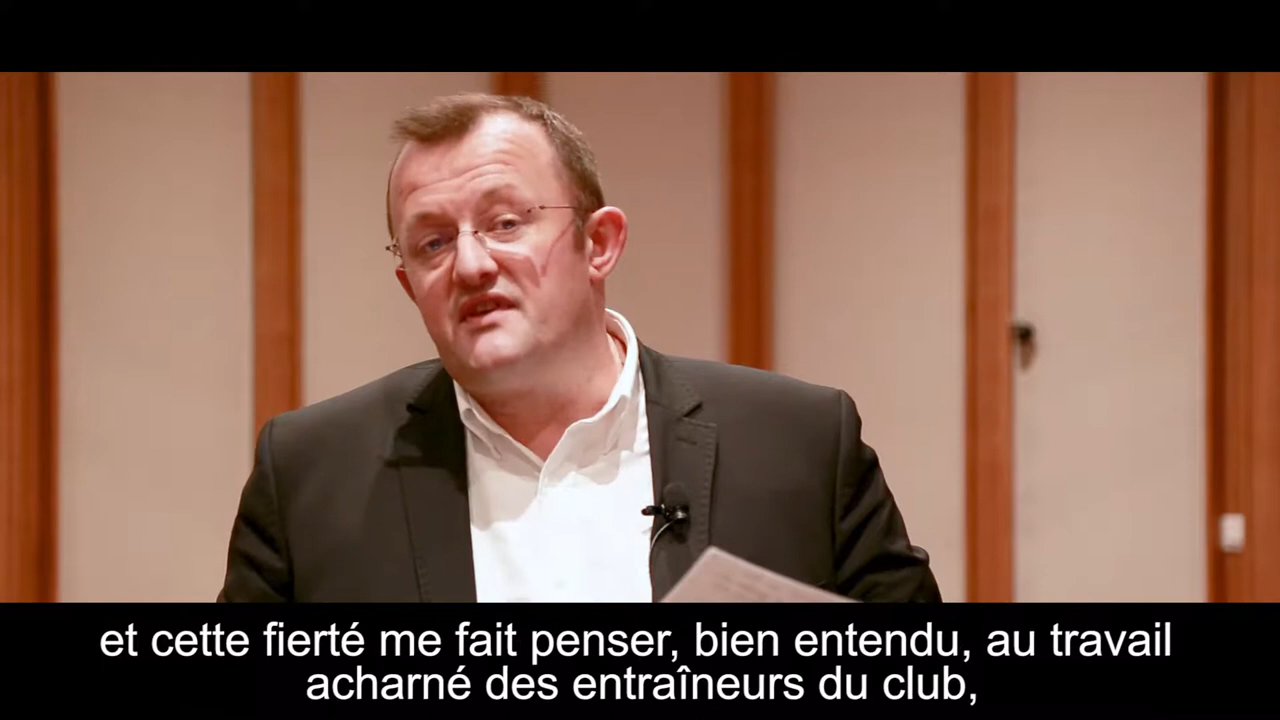 et cette fierté me fait penser, bien entendu, au travail
acharné des entraîneurs du club,